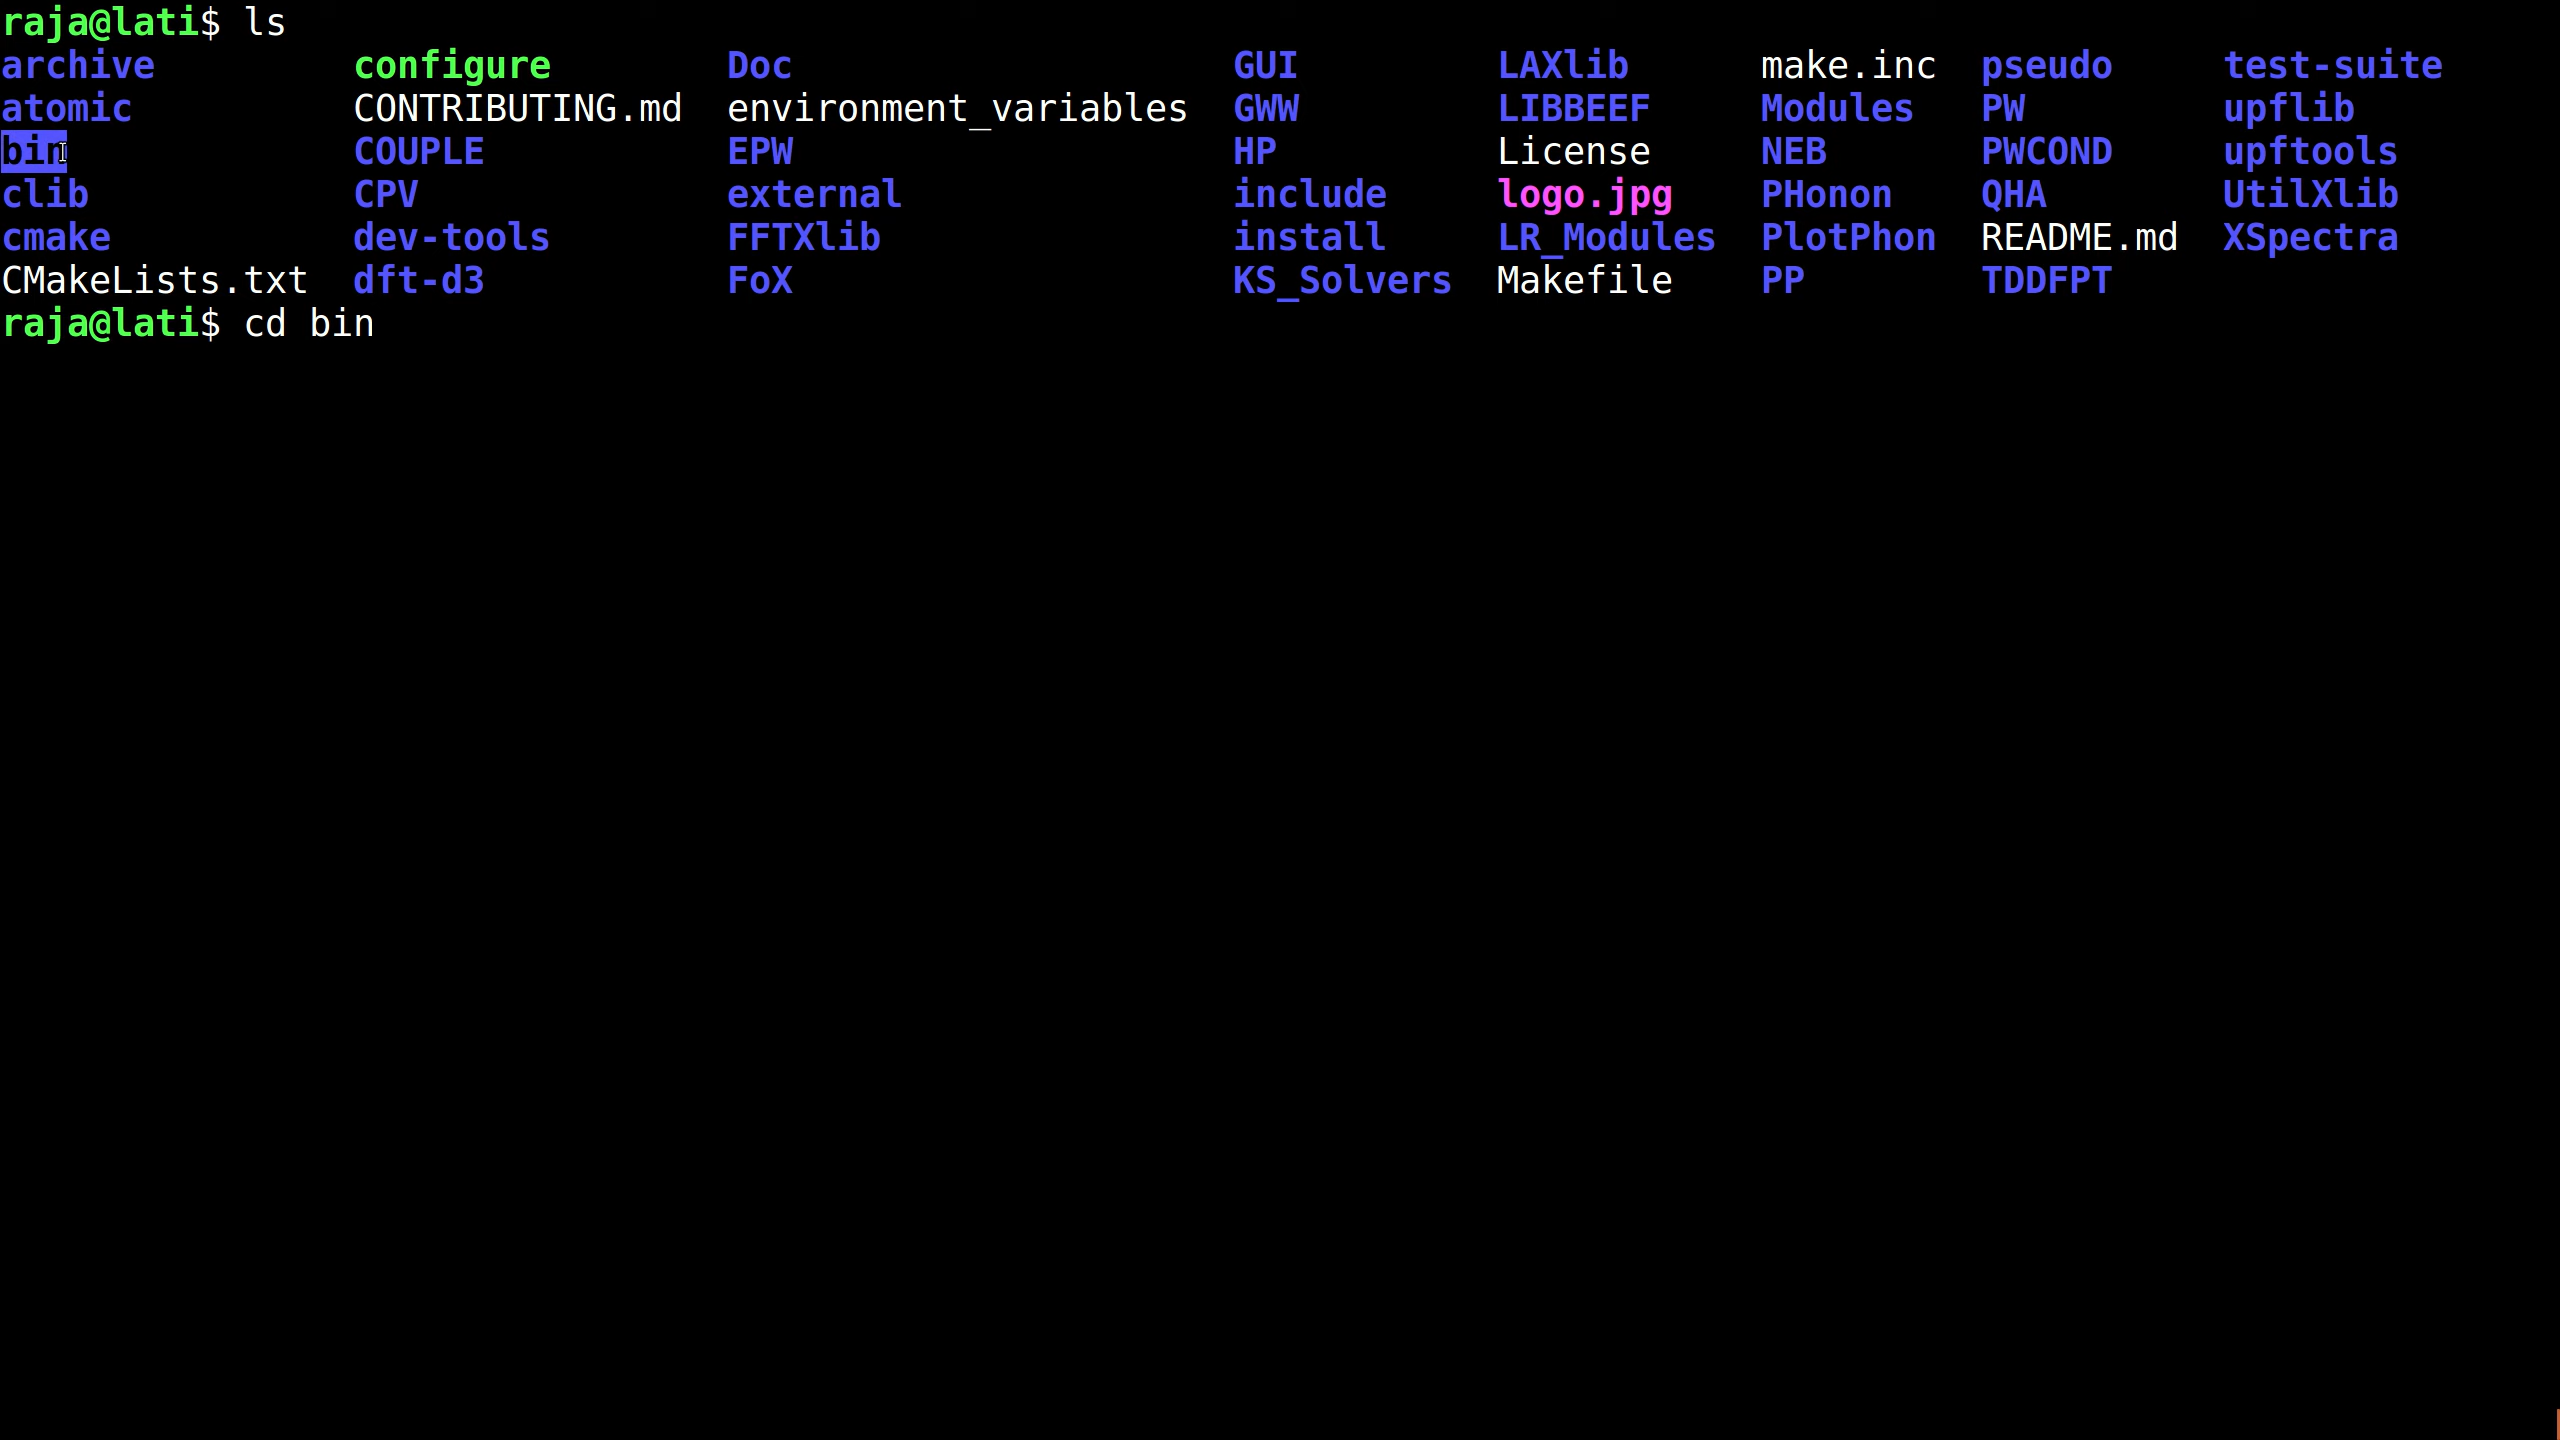 raja@lati$ ls
archive configure Doc GUI LAXlib make.inc pseudo test-suite
atomic CONTRIBUTING.md environment_variables GWW LIBBEEF Modules PW upflib
bin COUPLE EPW HP License NEB PWCOND upftools
clib CPV external include logo.jpg PHonon QHA UtilXlib
cmake dev-tools FFTXlib install LR_Modules PlotPhon README.md XSpectra
CMakeLists.txt dft-d3 FoX KS_Solvers Makefile PP TDDFPT
raja@lati$ cd bin